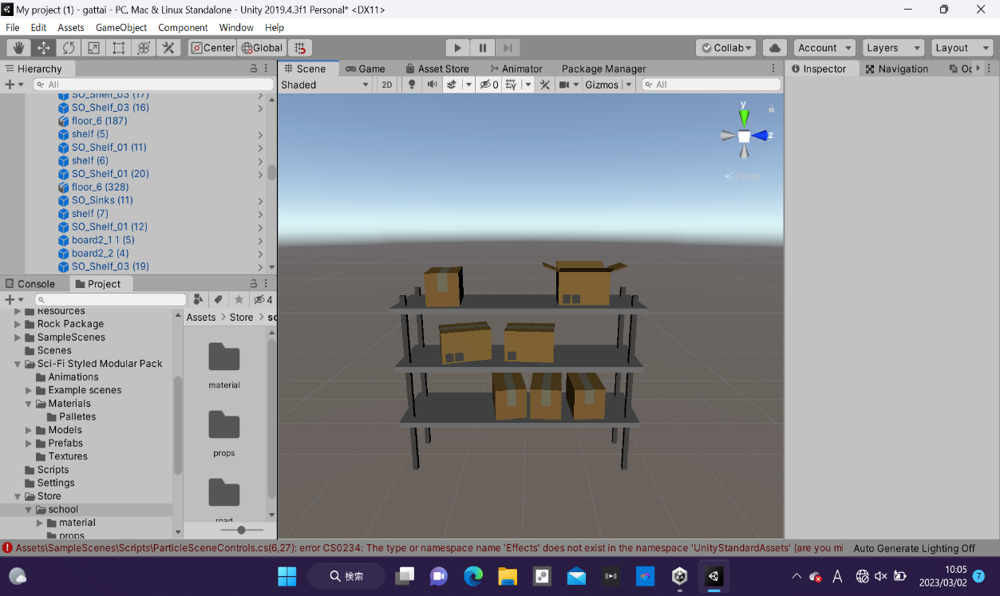 My project (1) - gattai - PC, Mac & Linux Standalone - Unity 2019.4.3f1 Personal* <DX11>
File Edit Assets GameObject Component Window Help
Center Global Collab Account Layers Layout
Hierarchy
All
SO_Shelf_03 (17)
SO_Shelf_03 (16)
floor_6 (187)
shelf (5)
SO_Shelf_01 (11)
shelf (6)
SO_Shelf_01 (20)
floor_6 (328)
SO_Sinks (11)
shelf (7)
SO_Shelf_01 (12)
board2_1 1 (5)
board2_2 (4)
SO_Shelf_03 (19)
Scene Game Asset Store Animator Package Manager
Shaded 2D 0 Gizmos All
y
z
Persp
Inspector Navigation Oc
Console Project
4
Resources
Rock Package
SampleScenes
Scenes
Sci-Fi Styled Modular Pack
Animations
Example scenes
Materials
Palletes
Models
Prefabs
Textures
Scripts
Settings
Store
school
material
props
Assets > Store > sc
material
props
road
Assets\SampleScenes\Scripts\ParticleSceneControls.cs(6,27): error CS0234: The type or namespace name 'Effects' does not exist in the namespace 'UnityStandardAssets' (are you mi
Auto Generate Lighting Off
検索
A
10:05
2023/03/02
7